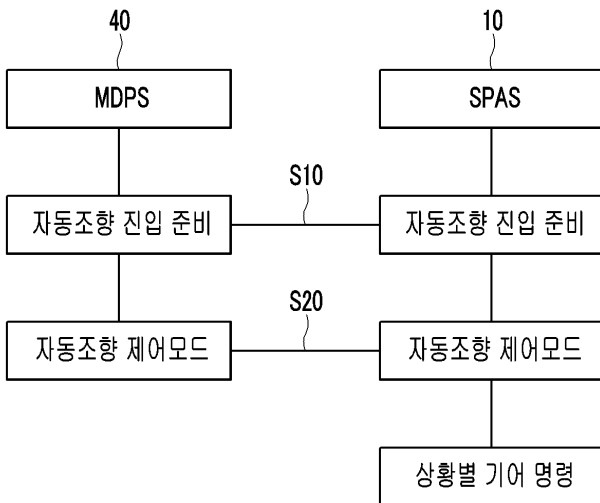 40
10
MDPS
SPAS
S10
자동조향 진입 준비
자동조향 진입 준비
S20
자동조향 제어모드
자동조향 제어모드
상황별 기어 명령